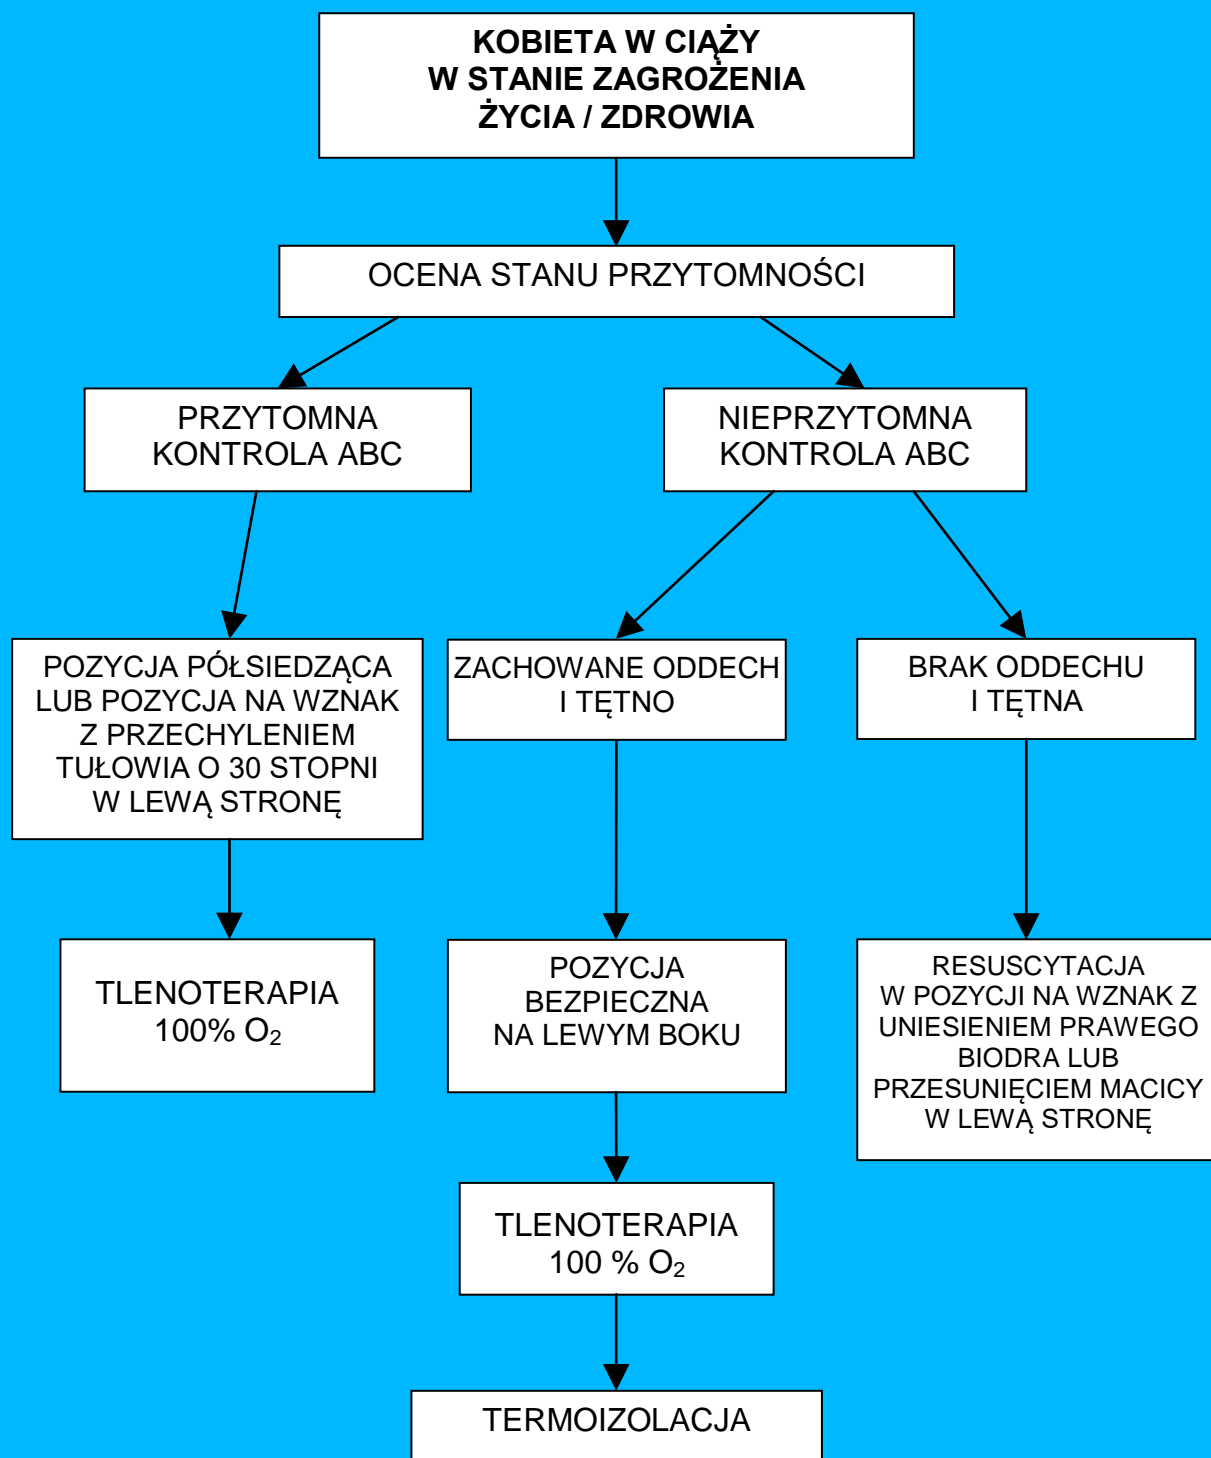 KOBIETA W CIĄŻY
W STANIE ZAGROŻENIA
ŻYCIA / ZDROWIA
OCENA STANU PRZYTOMNOŚCI
PRZYTOMNA
KONTROLA ABC
NIEPRZYTOMNA
KONTROLA ABC
POZYCJA PÓŁSIEDZĄCA
LUB POZYCJA NA WZNAK
Z PRZECHYLENIEM
TUŁOWIA O 30 STOPNI
W LEWĄ STRONĘ
ZACHOWANE ODDECH
I TĘTNO
BRAK ODDECHU
I TĘTNA
TLENOTERAPIA
100% O₂
POZYCJA
BEZPIECZNA
NA LEWYM BOKU
RESUSCYTACJA
W POZYCJI NA WZNAK Z
UNIESIENIEM PRAWEGO
BIODRA LUB
PRZESUNIĘCIEM MACICY
W LEWĄ STRONĘ
TLENOTERAPIA
100 % O₂
TERMOIZOLACJA